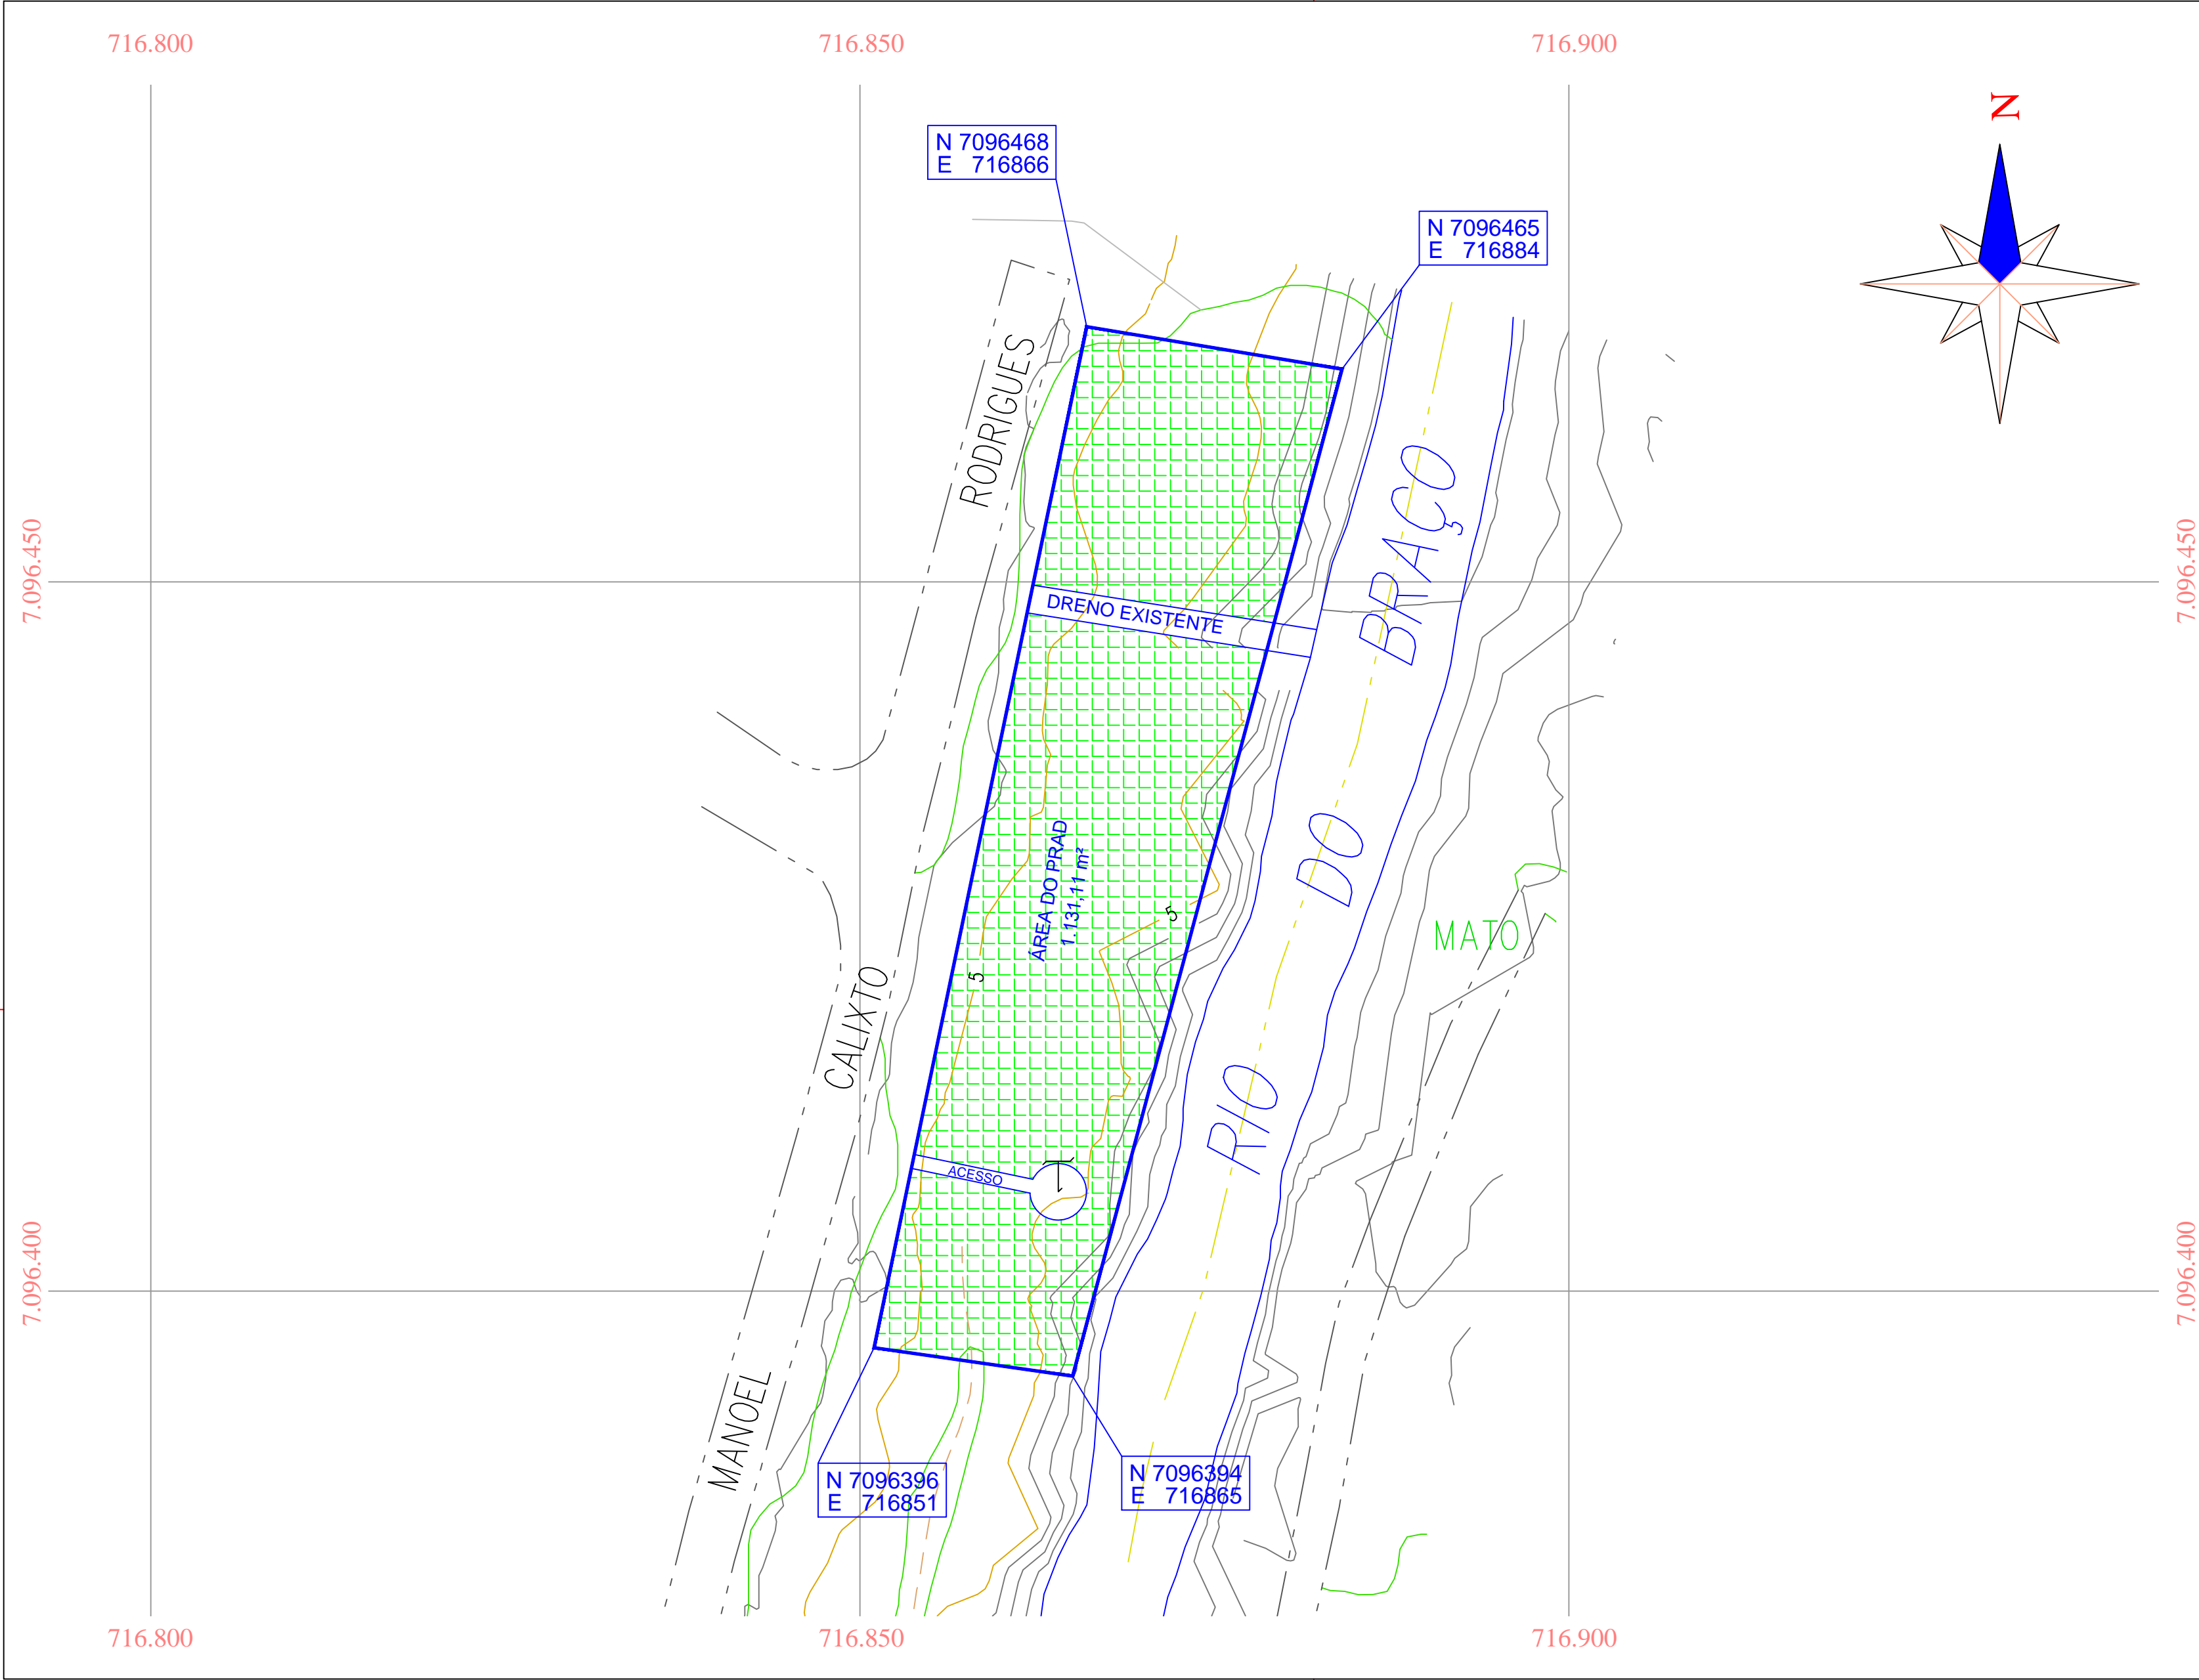 716.800
716.850
716.900
N
N 7096468
E 716866
N 7096465
E 716884
7.096.450
7.096.450
DRENO EXISTENTE
ÁREA DO PRAD
1.131,11 m²
5
5
MATO
MANOEL CALIXTO RODRIGUES
RIO DO BRAÇO
ACESSO
7.096.400
7.096.400
N 7096396
E 716851
N 7096394
E 716865
716.800
716.850
716.900